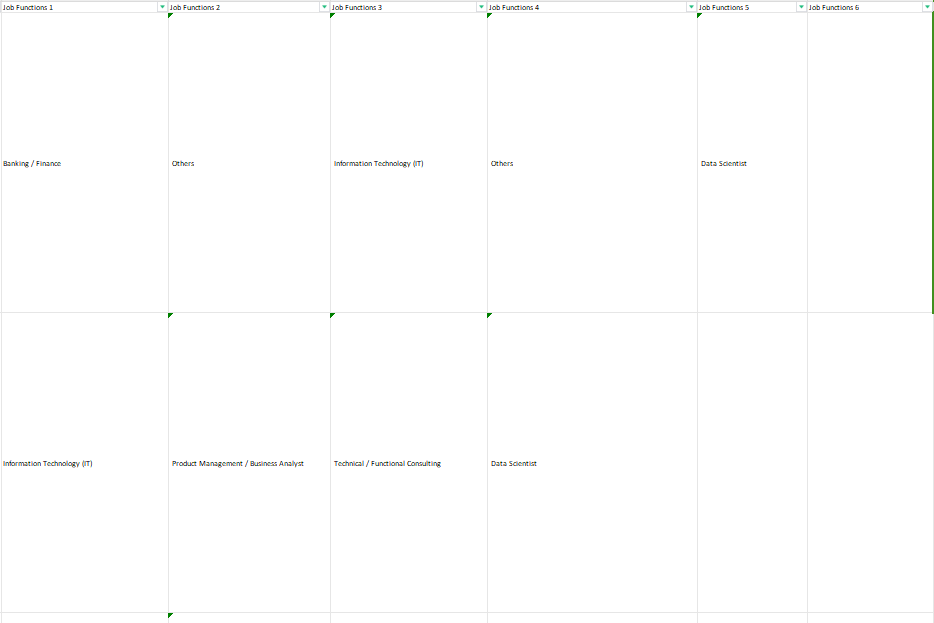 Job Functions 1 Job Functions 2 Job Functions 3 Job Functions 4 Job Functions 5 Job Functions 6
Banking / Finance Others Information Technology (IT) Others Data Scientist
Information Technology (IT) Product Management / Business Analyst Technical / Functional Consulting Data Scientist